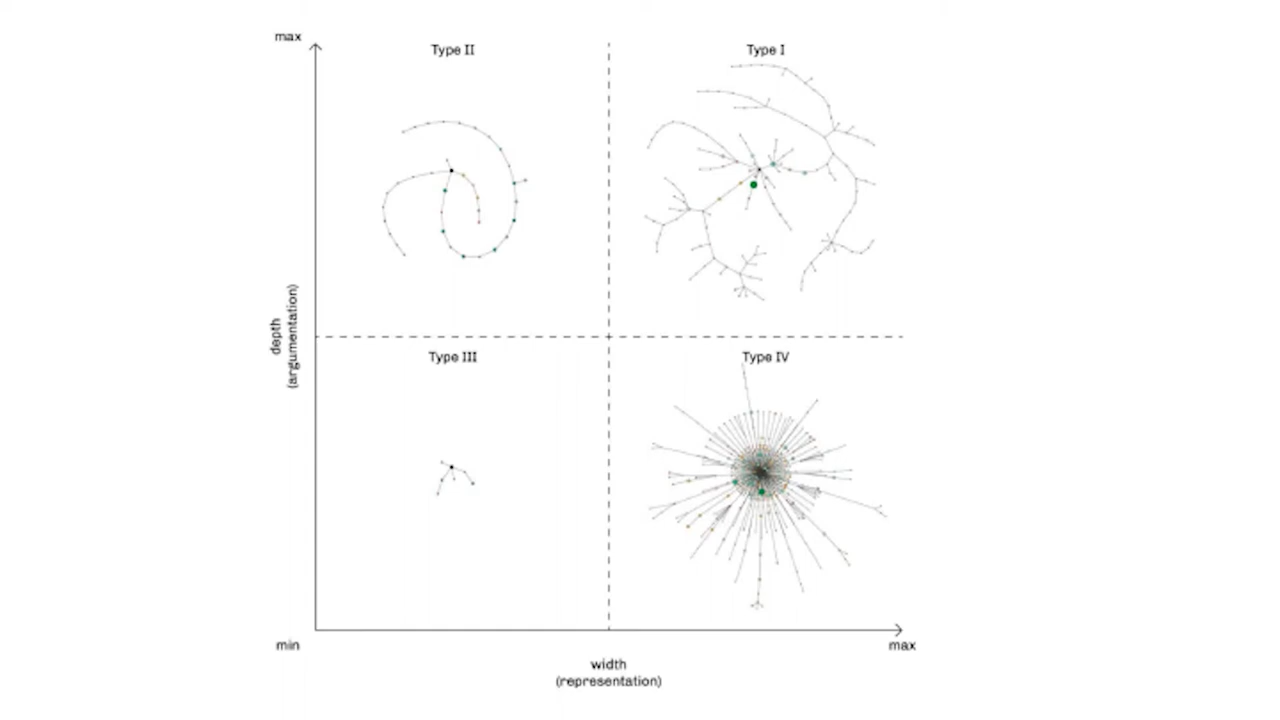 max
Type II
Type I
depth
(argumentation)
Type III
Type IV
min
max
width
(representation)